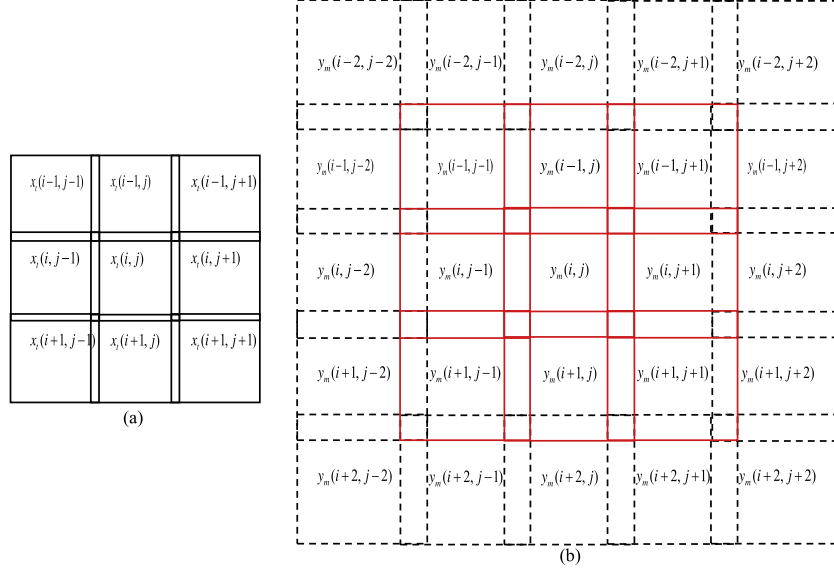 x_t(i-1, j-1) x_t(i-1, j) x_t(i-1, j+1)
x_t(i, j-1) x_t(i, j) x_t(i, j+1)
x_t(i+1, j-1) x_t(i+1, j) x_t(i+1, j+1)
(a)
y_m(i-2, j-2) y_m(i-2, j-1) y_m(i-2, j) y_m(i-2, j+1) y_m(i-2, j+2)
y_m(i-1, j-2) y_m(i-1, j-1) y_m(i-1, j) y_m(i-1, j+1) y_m(i-1, j+2)
y_m(i, j-2) y_m(i, j-1) y_m(i, j) y_m(i, j+1) y_m(i, j+2)
y_m(i+1, j-2) y_m(i+1, j-1) y_m(i+1, j) y_m(i+1, j+1) y_m(i+1, j+2)
y_m(i+2, j-2) y_m(i+2, j-1) y_m(i+2, j) y_m(i+2, j+1) y_m(i+2, j+2)
(b)